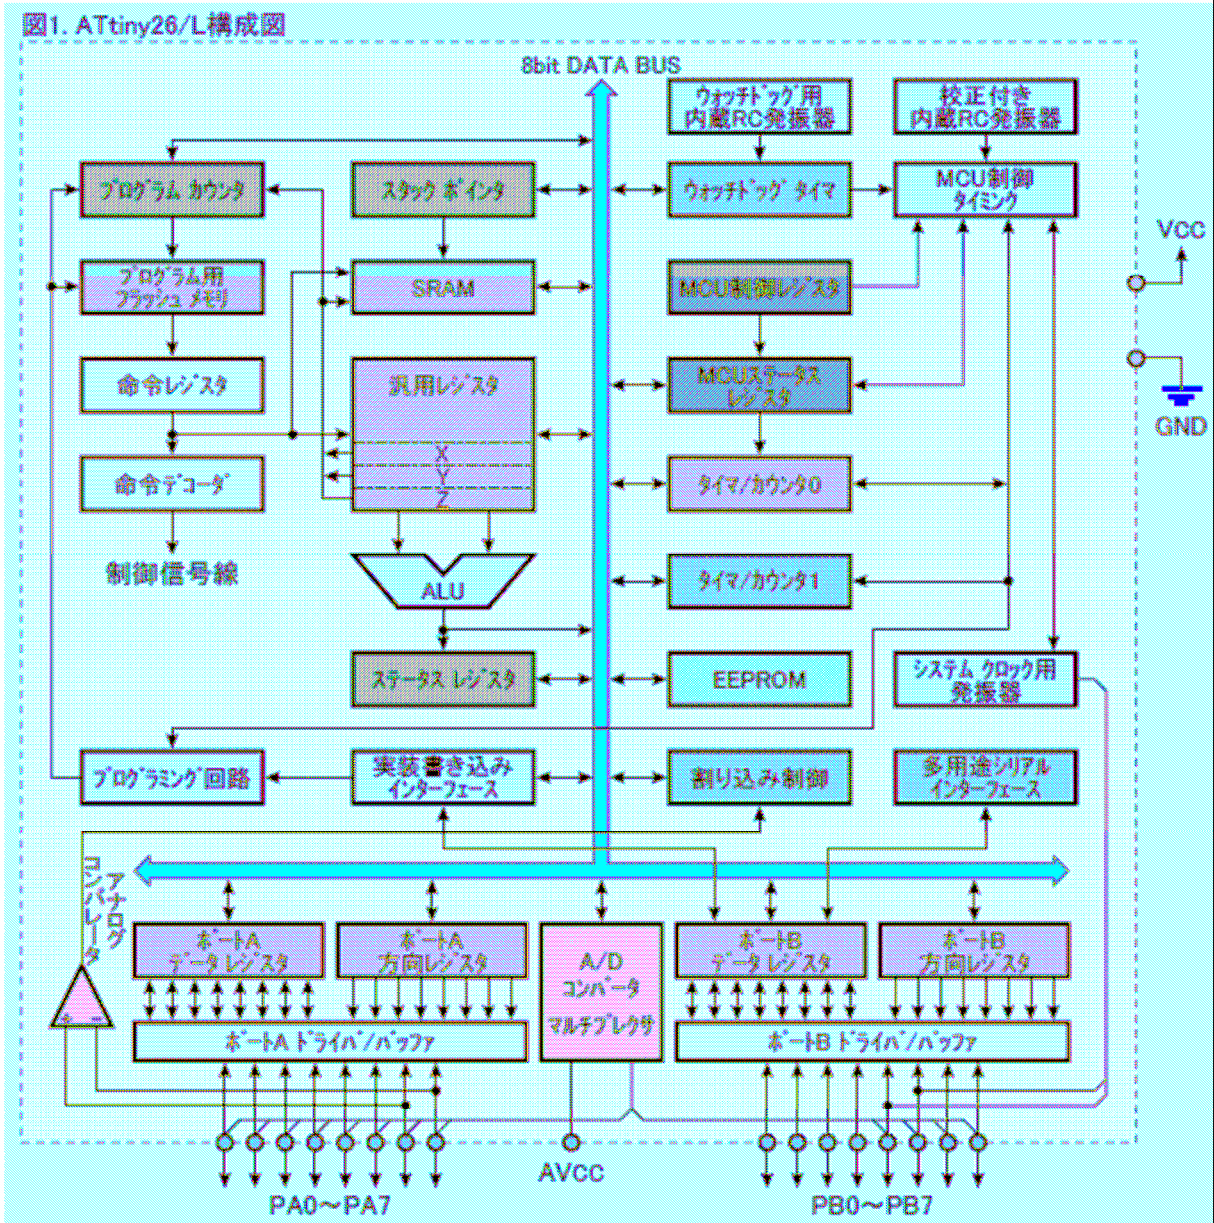 図1. ATtiny26/L構成図
8bit DATA BUS
ウォッチドッグ用
内蔵RC発振器
校正付き
内蔵RC発振器
プログラム カウンタ
スタック ポインタ
ウォッチドッグ タイマ
MCU制御
タイミング
VCC
プログラム用
フラッシュ メモリ
SRAM
MCU制御レジスタ
命令レジスタ
汎用レジスタ
MCUステータス
レジスタ
GND
X
Y
Z
命令デコーダ
タイマ/カウンタ0
制御信号線
ALU
タイマ/カウンタ1
ステータス レジスタ
EEPROM
システム クロック用
発振器
プログラミング回路
実装書き込み
インターフェース
割り込み制御
多用途シリアル
インターフェース
アナログ
コンパレータ
ポートA
データ レジスタ
ポートA
方向レジスタ
A/D
コンバータ
マルチプレクサ
ポートB
データ レジスタ
ポートB
方向レジスタ
+ −
ポートA ドライバ/バッファ
ポートB ドライバ/バッファ
AVCC
PA0～PA7
PB0～PB7